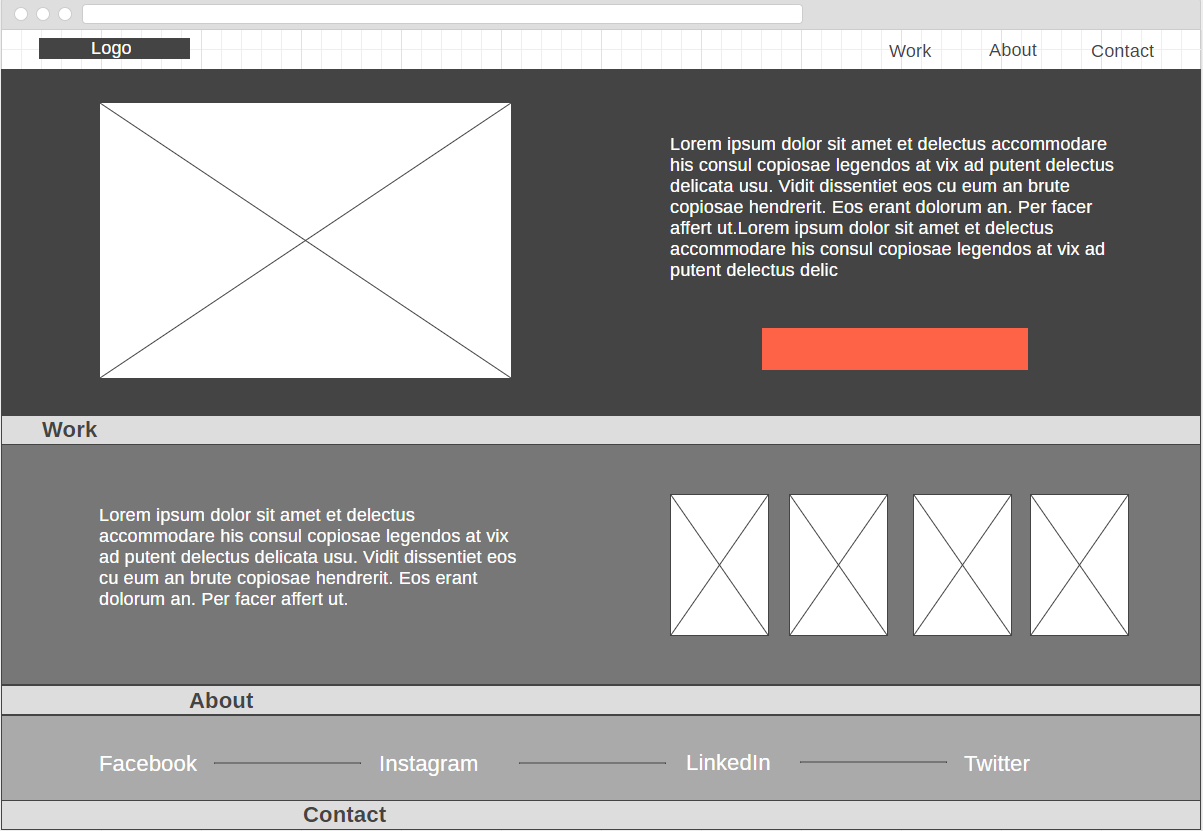 Logo
Work
About
Contact
Lorem ipsum dolor sit amet et delectus accommodare
his consul copiosae legendos at vix ad putent delectus
delicata usu. Vidit dissentiet eos cu eum an brute
copiosae hendrerit. Eos erant dolorum an. Per facer
affert ut.Lorem ipsum dolor sit amet et delectus
accommodare his consul copiosae legendos at vix ad
putent delectus delic
Work
Lorem ipsum dolor sit amet et delectus
accommodare his consul copiosae legendos at vix
ad putent delectus delicata usu. Vidit dissentiet eos
cu eum an brute copiosae hendrerit. Eos erant
dolorum an. Per facer affert ut.
About
Facebook
Instagram
LinkedIn
Twitter
Contact